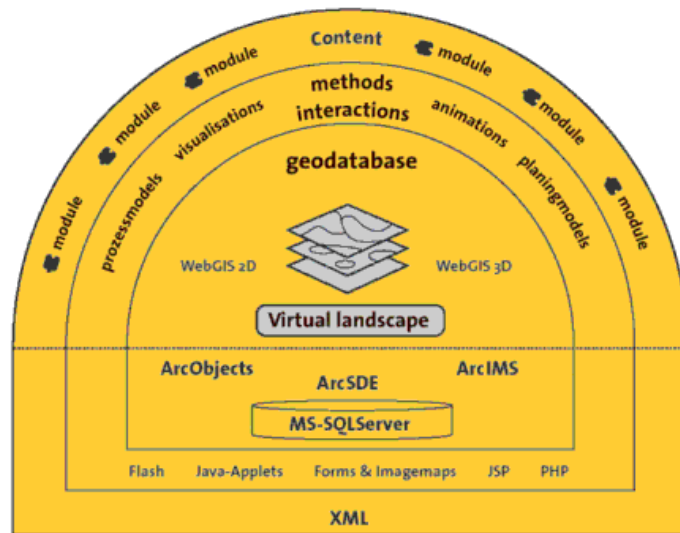 Content
module
module
module
module
module
module
methods
interactions
visualisations
animations
prozessmodels
planingmodels
geodatabase
WebGIS 2D
WebGIS 3D
Virtual landscape
ArcObjects
ArcSDE
ArcIMS
MS-SQLServer
Flash Java-Applets Forms & Imagemaps JSP PHP
XML